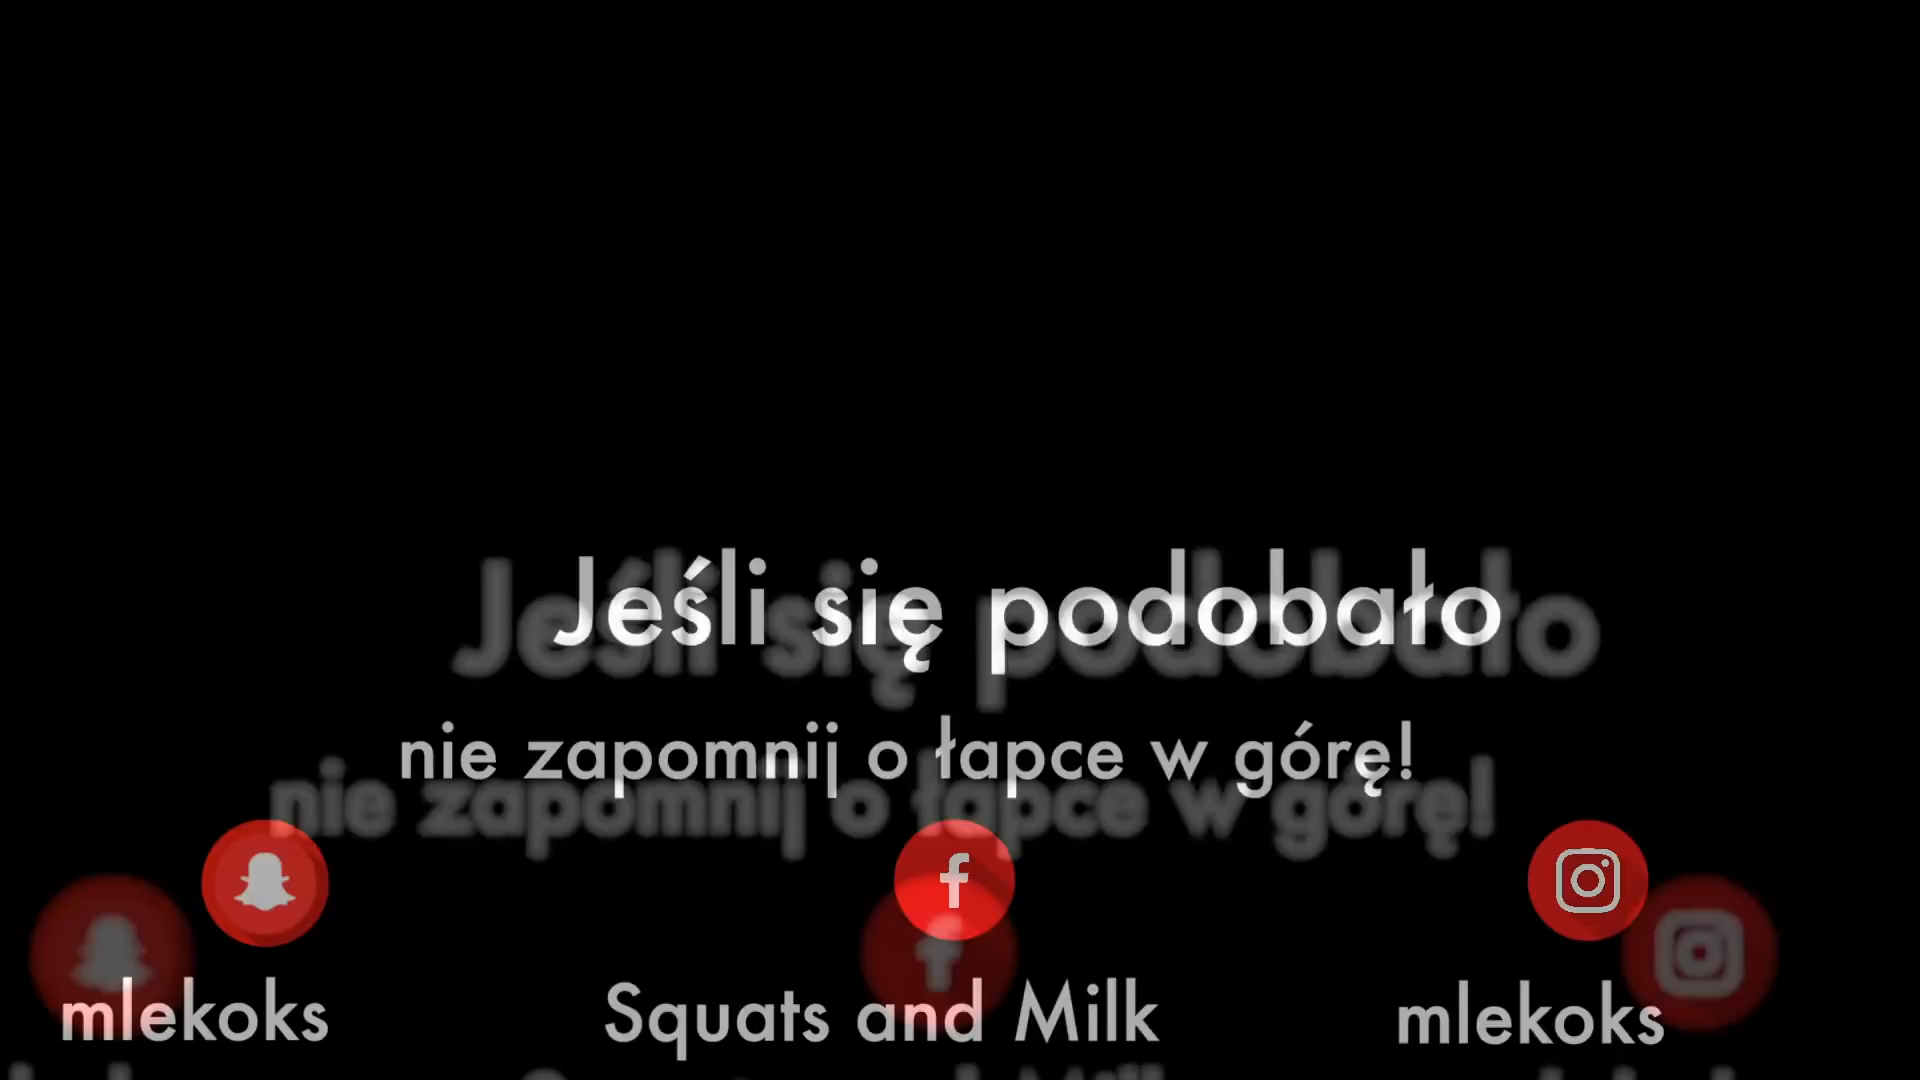 Jeśli się podobało
nie zapomnij o łapce w górę!
mlekoks
Squats and Milk
mlekoks